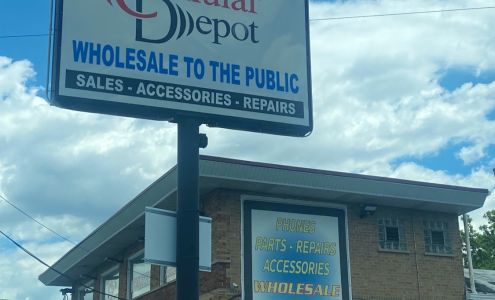 Depot
WHOLESALE TO THE PUBLIC
SALES - ACCESSORIES - REPAIRS
PHONES
PARTS - REPAIRS
ACCESSORIES
WHOLESALE